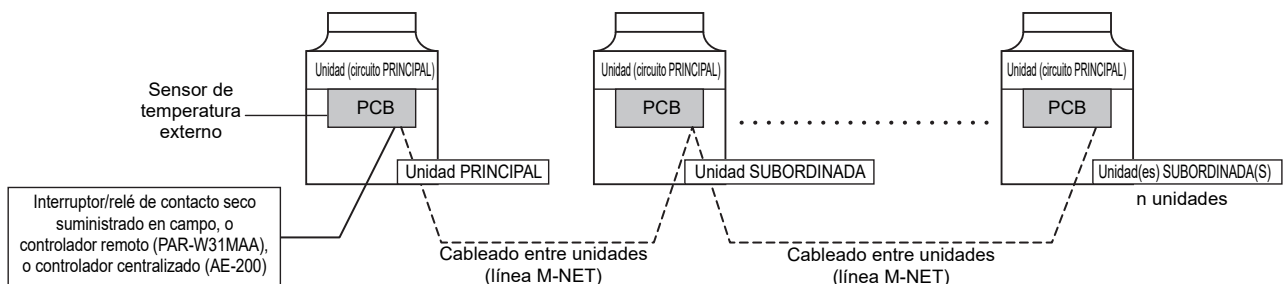 Unidad (circuito PRINCIPAL)
Unidad (circuito PRINCIPAL)
Unidad (circuito PRINCIPAL)
Sensor de
temperatura
externo
PCB
PCB
PCB
Unidad PRINCIPAL
Unidad SUBORDINADA
Unidad(es) SUBORDINADA(S)
n unidades
Interruptor/relé de contacto seco
suministrado en campo, o
controlador remoto (PAR-W31MAA),
o controlador centralizado (AE-200)
Cableado entre unidades
(línea M-NET)
Cableado entre unidades
(línea M-NET)